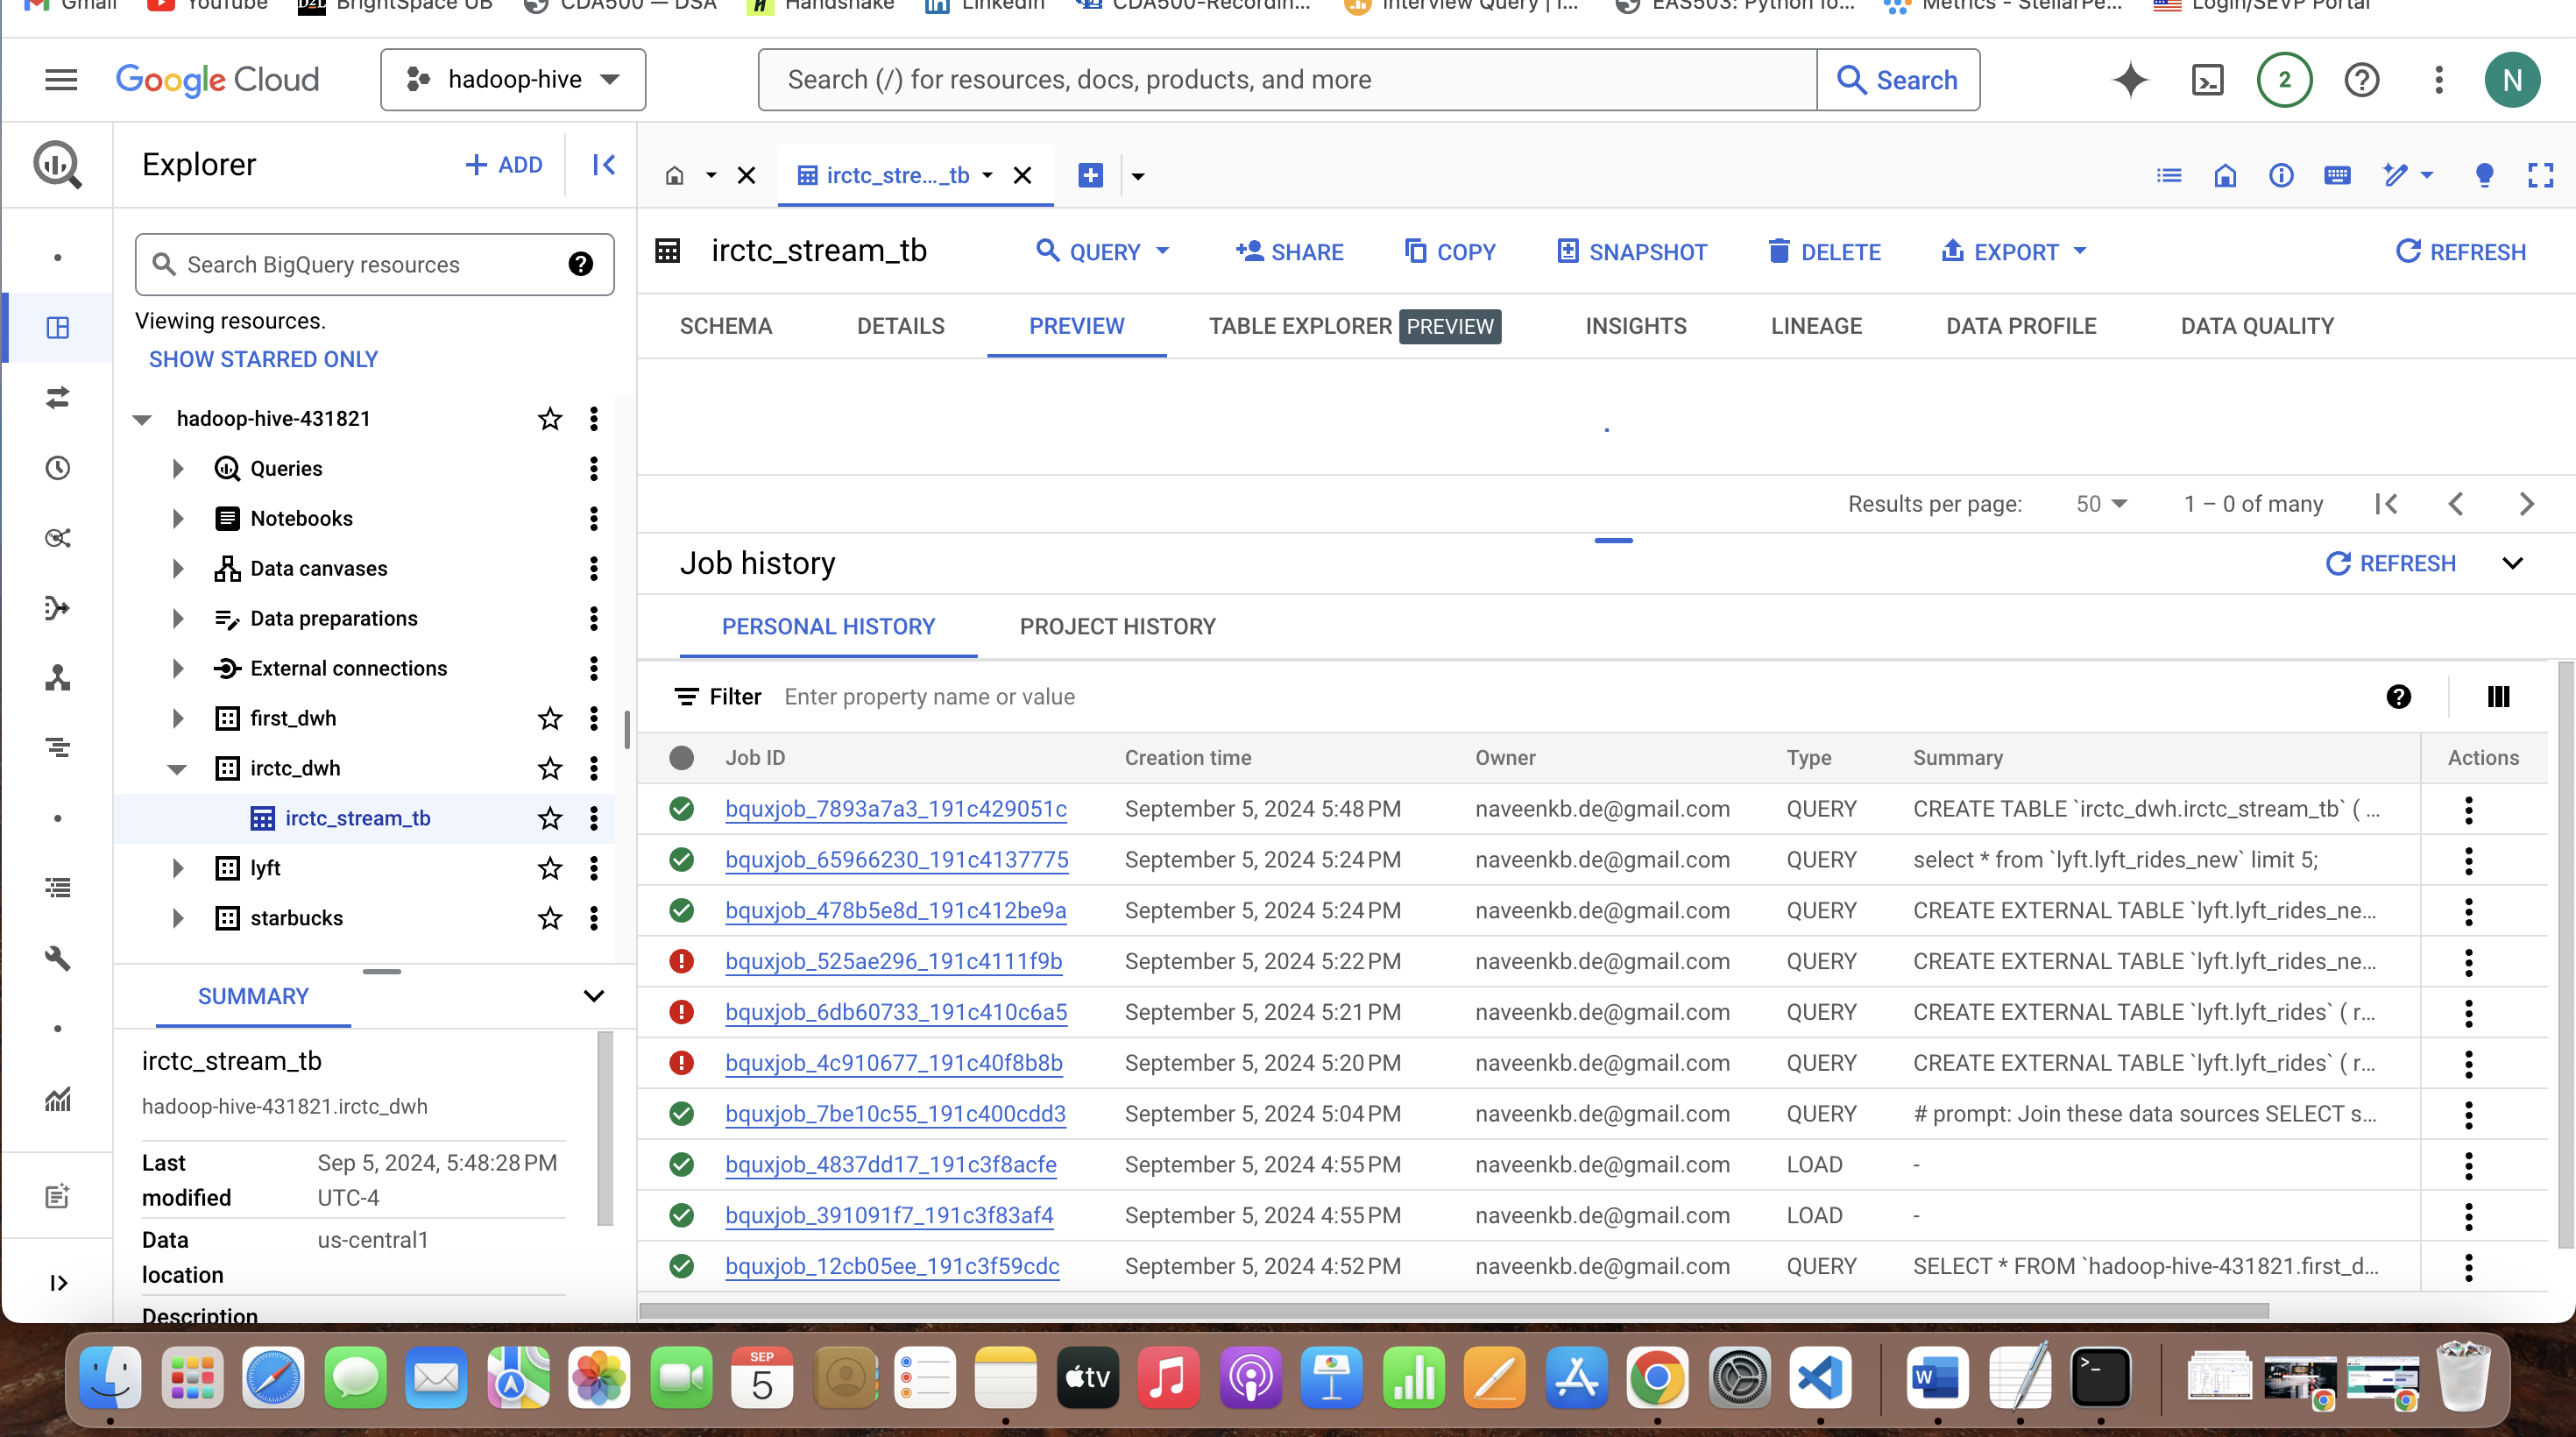 Gmail YouTube D2L BrightSpace UB CDA500 — DSA Handshake LinkedIn CDA500-Recordin... Interview Query | I... EAS503: Python fo... Metrics - StellarPe... Login/SEVP Portal
Google Cloud hadoop-hive Search (/) for resources, docs, products, and more Search 2 N
Explorer + ADD irctc_stre..._tb
irctc_stream_tb QUERY SHARE COPY SNAPSHOT DELETE EXPORT REFRESH
Search BigQuery resources
SCHEMA DETAILS PREVIEW TABLE EXPLORER PREVIEW INSIGHTS LINEAGE DATA PROFILE DATA QUALITY
Viewing resources.
SHOW STARRED ONLY
hadoop-hive-431821
Queries
Notebooks
Data canvases
Data preparations
External connections
first_dwh
irctc_dwh
irctc_stream_tb
lyft
starbucks
Results per page: 50 1 – 0 of many
Job history REFRESH
PERSONAL HISTORY PROJECT HISTORY
Filter Enter property name or value
Job ID Creation time Owner Type Summary Actions
bquxjob_7893a7a3_191c429051c September 5, 2024 5:48 PM naveenkb.de@gmail.com QUERY CREATE TABLE `irctc_dwh.irctc_stream_tb` ( ...
bquxjob_65966230_191c4137775 September 5, 2024 5:24 PM naveenkb.de@gmail.com QUERY select * from `lyft.lyft_rides_new` limit 5;
bquxjob_478b5e8d_191c412be9a September 5, 2024 5:24 PM naveenkb.de@gmail.com QUERY CREATE EXTERNAL TABLE `lyft.lyft_rides_ne...
bquxjob_525ae296_191c4111f9b September 5, 2024 5:22 PM naveenkb.de@gmail.com QUERY CREATE EXTERNAL TABLE `lyft.lyft_rides_ne...
bquxjob_6db60733_191c410c6a5 September 5, 2024 5:21 PM naveenkb.de@gmail.com QUERY CREATE EXTERNAL TABLE `lyft.lyft_rides` ( r...
bquxjob_4c910677_191c40f8b8b September 5, 2024 5:20 PM naveenkb.de@gmail.com QUERY CREATE EXTERNAL TABLE `lyft.lyft_rides` ( r...
bquxjob_7be10c55_191c400cdd3 September 5, 2024 5:04 PM naveenkb.de@gmail.com QUERY # prompt: Join these data sources SELECT s...
bquxjob_4837dd17_191c3f8acfe September 5, 2024 4:55 PM naveenkb.de@gmail.com LOAD -
bquxjob_391091f7_191c3f83af4 September 5, 2024 4:55 PM naveenkb.de@gmail.com LOAD -
bquxjob_12cb05ee_191c3f59cdc September 5, 2024 4:52 PM naveenkb.de@gmail.com QUERY SELECT * FROM `hadoop-hive-431821.first_d...
SUMMARY
irctc_stream_tb
hadoop-hive-431821.irctc_dwh
Last modified Sep 5, 2024, 5:48:28 PM UTC-4
Data location us-central1
Description
SEP
5
tv
W